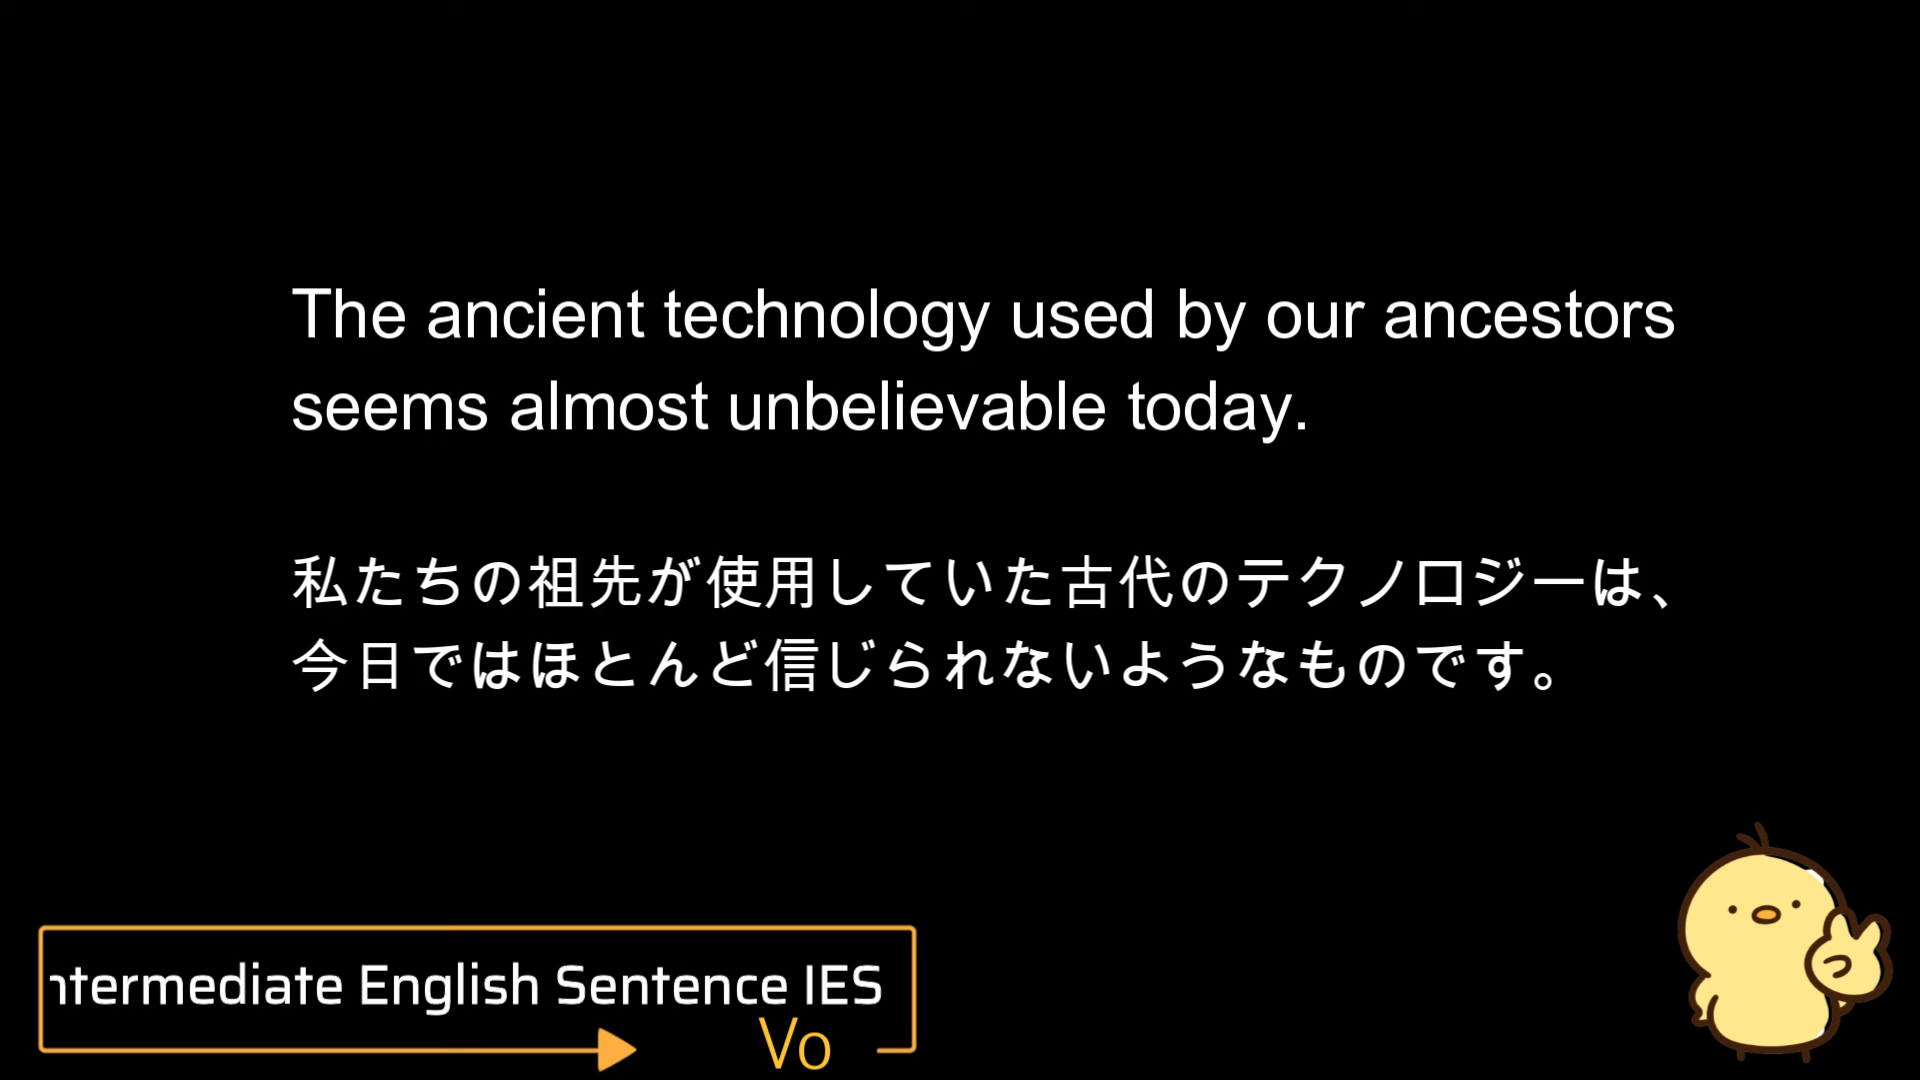 The ancient technology used by our ancestors
seems almost unbelievable today.
私たちの祖先が使用していた古代のテクノロジーは、
今日ではほとんど信じられないようなものです。
ntermediate English Sentence IES
Vo